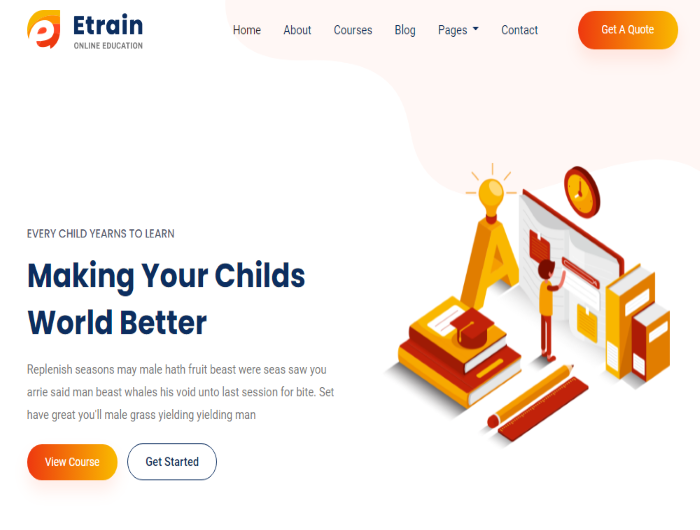 Etrain
ONLINE EDUCATION
Home About Courses Blog Pages Contact
Get A Quote
EVERY CHILD YEARNS TO LEARN
Making Your Childs
World Better
Replenish seasons may male hath fruit beast were seas saw you
arrie said man beast whales his void unto last session for bite. Set
have great you'll male grass yielding yielding man
View Course
Get Started